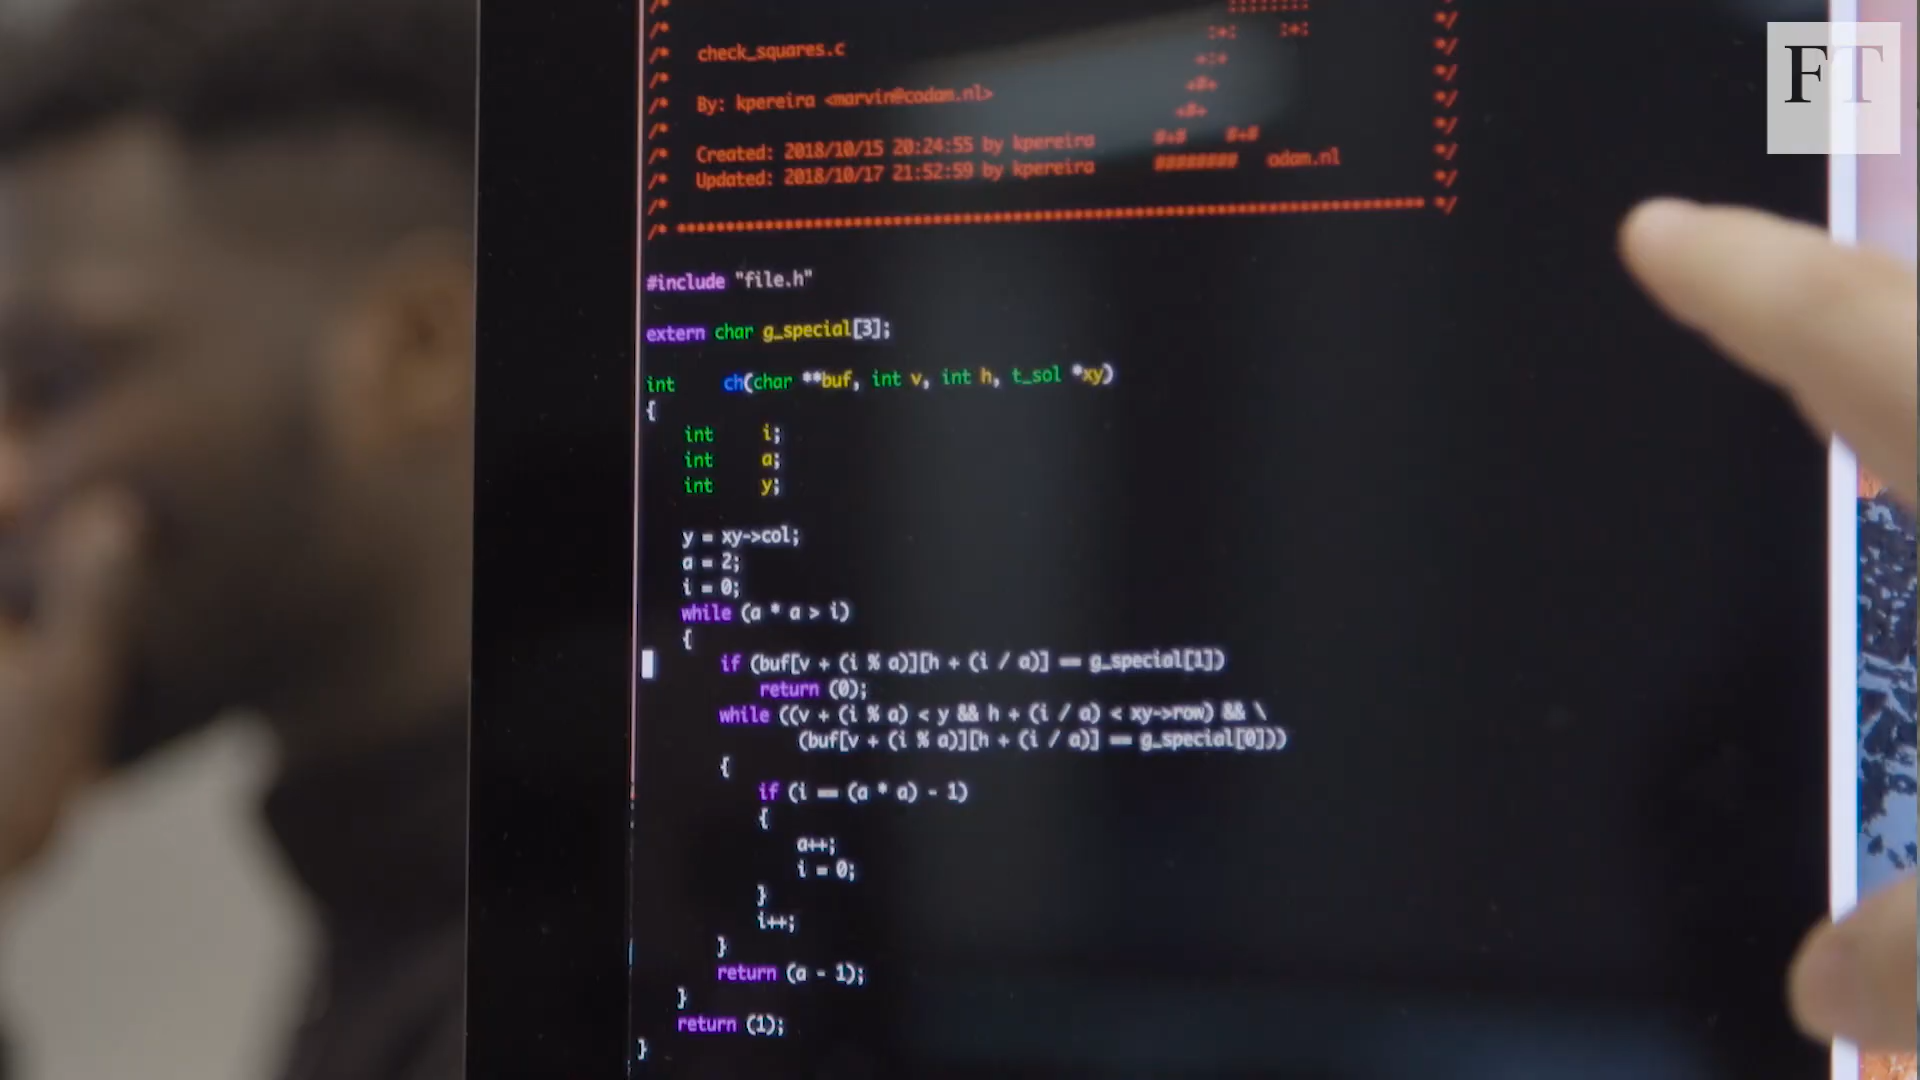 FT
/* ::::::::
/* :+: :+: */
/* check_squares.c +:+ */
/* +#+ */
/* By: kpereira <marvin@codam.nl> +#+ */
/* #+# #+# */
/* Created: 2018/10/15 20:24:55 by kpereira ######## odam.nl */
/* Updated: 2018/10/17 21:52:59 by kpereira */
/* */
/* ************************************************************************** */
#include "file.h"
extern char g_special[3];
int ch(char **buf, int v, int h, t_sol *xy)
{
int i;
int a;
int y;
y = xy->col;
a = 2;
i = 0;
while (a * a > i)
{
if (buf[v + (i % a)][h + (i / a)] == g_special[1])
return (0);
while ((v + (i % a) < y && h + (i / a) < xy->row) && \
(buf[v + (i % a)][h + (i / a)] == g_special[0]))
{
if (i == (a * a) - 1)
{
a++;
i = 0;
}
i++;
}
return (a - 1);
}
return (1);
}